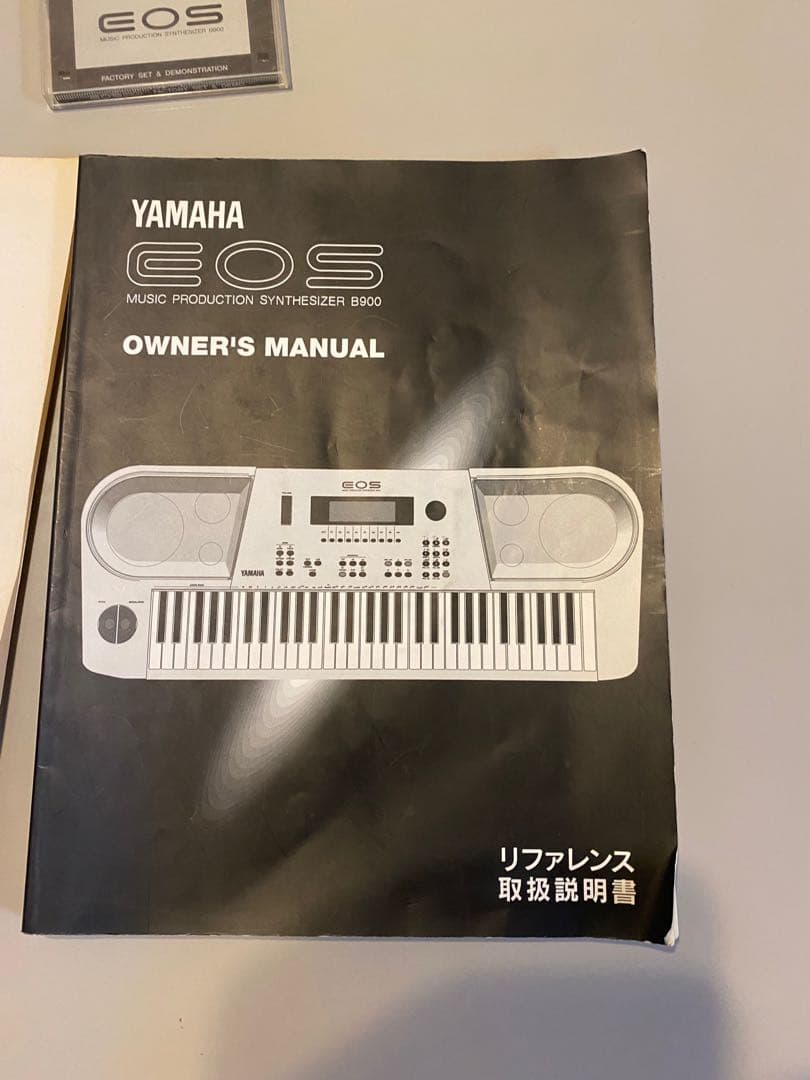 EOS
MUSIC PRODUCTION SYNTHESIZER B900
FACTORY SET & DEMONSTRATION
YAMAHA
EOS
MUSIC PRODUCTION SYNTHESIZER B900
OWNER'S MANUAL
EOS
YAMAHA
リファレンス
取扱説明書